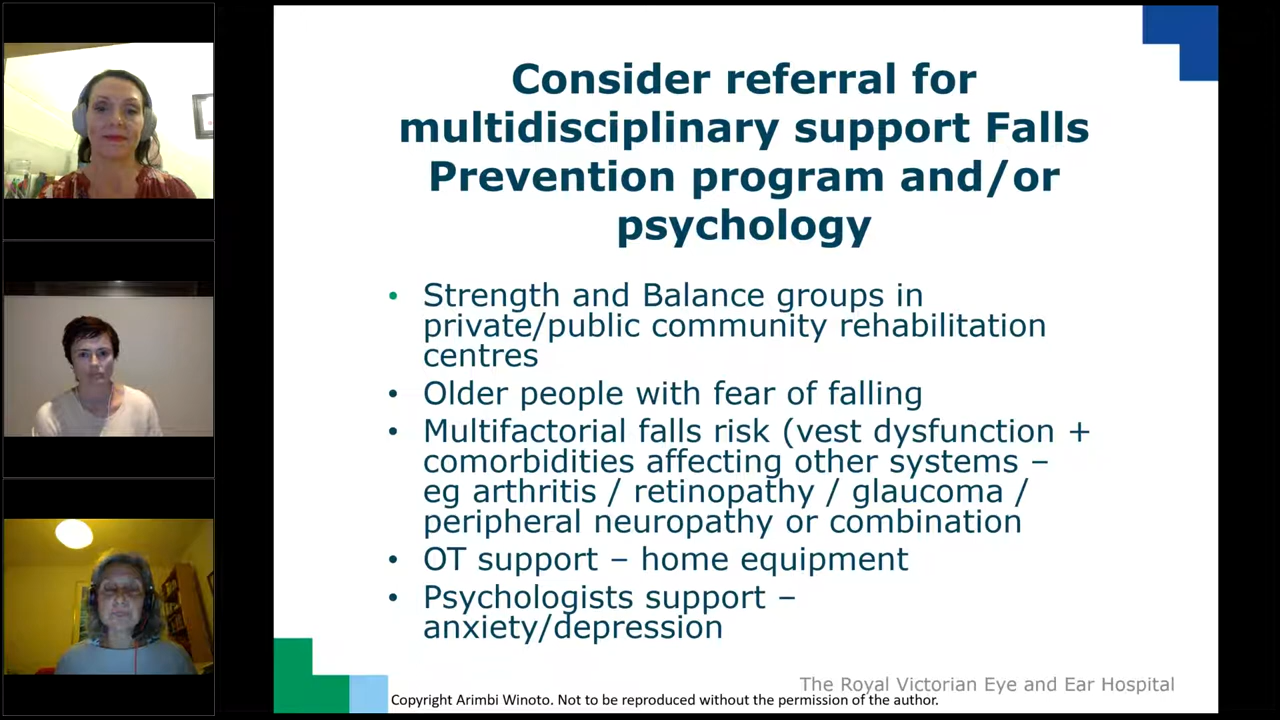 Consider referral for
multidisciplinary support Falls
Prevention program and/or
psychology
• Strength and Balance groups in
private/public community rehabilitation
centres
• Older people with fear of falling
• Multifactorial falls risk (vest dysfunction +
comorbidities affecting other systems –
eg arthritis / retinopathy / glaucoma /
peripheral neuropathy or combination
• OT support – home equipment
• Psychologists support –
anxiety/depression
The Royal Victorian Eye and Ear Hospital
Copyright Arimbi Winoto. Not to be reproduced without the permission of the author.